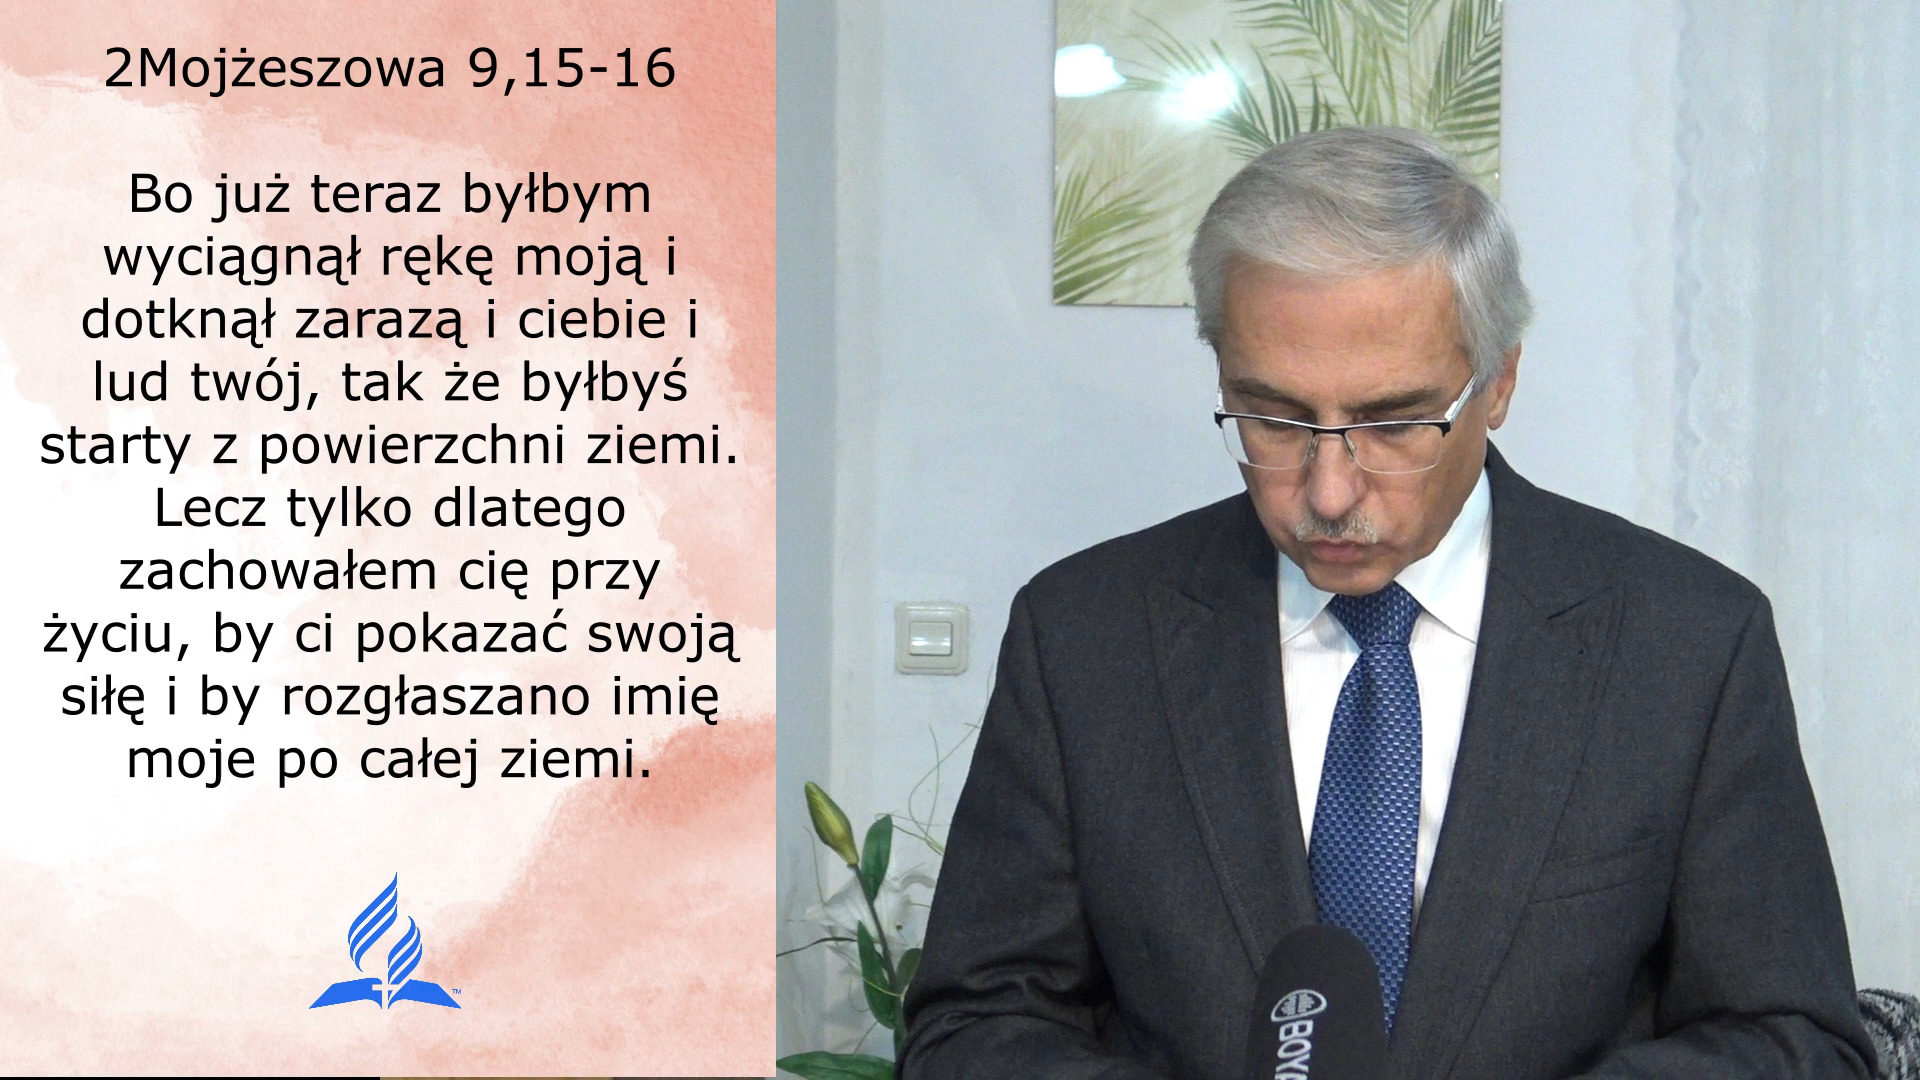 2Mojżeszowa 9,15-16
Bo już teraz byłbym
wyciągnął rękę moją i
dotknął zarazą i ciebie i
lud twój, tak że byłbyś
starty z powierzchni ziemi.
Lecz tylko dlatego
zachowałem cię przy
życiu, by ci pokazać swoją
siłę i by rozgłaszano imię
moje po całej ziemi.
TM
BOYA